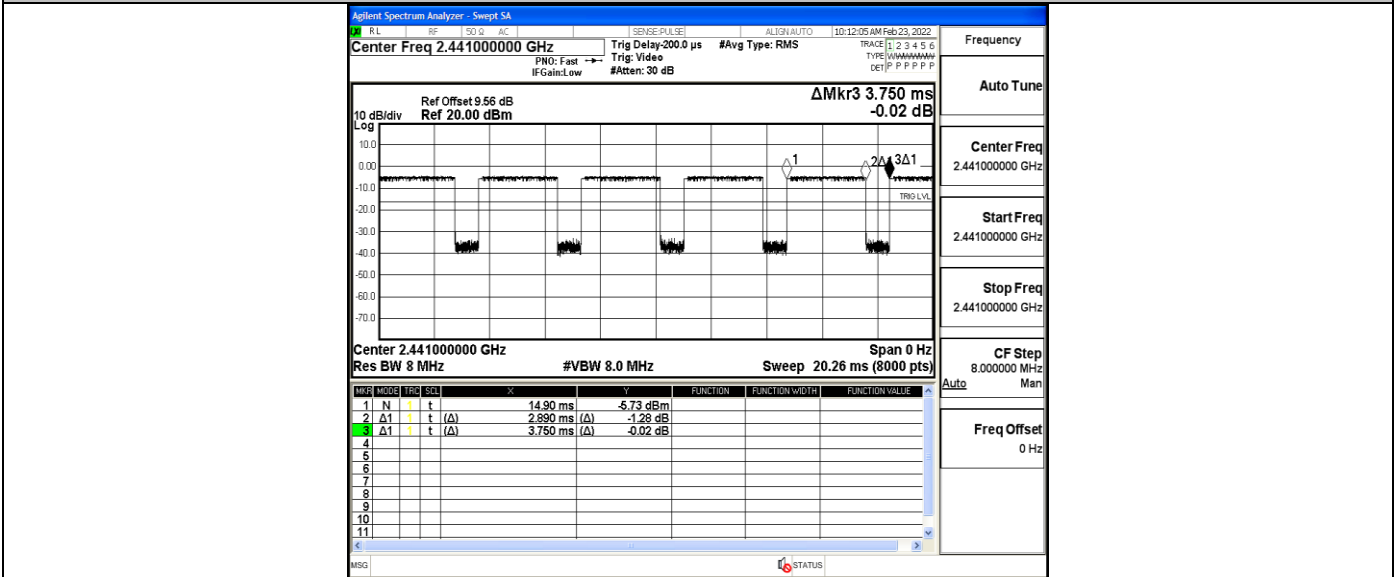 Agilent Spectrum Analyzer - Swept SA
LXI RL RF 50 Ω AC SENSE:PULSE ALIGNAUTO 10:12:05 AM Feb 23, 2022
Center Freq 2.441000000 GHz Trig Delay-200.0 µs #Avg Type: RMS TRACE 1 2 3 4 5 6
PNO: Fast Trig: Video TYPE WWWWWW
IFGain:Low #Atten: 30 dB DET P P P P P P
ΔMkr3 3.750 ms
Ref Offset 9.56 dB -0.02 dB
10 dB/div Ref 20.00 dBm
Log
10.0
0.00
-10.0
-20.0
-30.0
-40.0
-50.0
-60.0
-70.0
1 2Δ1 3Δ1
TRIG LVL
Center 2.441000000 GHz Span 0 Hz
Res BW 8 MHz #VBW 8.0 MHz Sweep 20.26 ms (8000 pts)
MKR MODE TRC SCL X Y FUNCTION FUNCTION WIDTH FUNCTION VALUE
1 N 1 t 14.90 ms -5.73 dBm
2 Δ1 1 t (Δ) 2.890 ms (Δ) -1.28 dB
3 Δ1 1 t (Δ) 3.750 ms (Δ) -0.02 dB
4
5
6
7
8
9
10
11
MSG STATUS
Frequency
Auto Tune
Center Freq
2.441000000 GHz
Start Freq
2.441000000 GHz
Stop Freq
2.441000000 GHz
CF Step
8.000000 MHz
Auto Man
Freq Offset
0 Hz